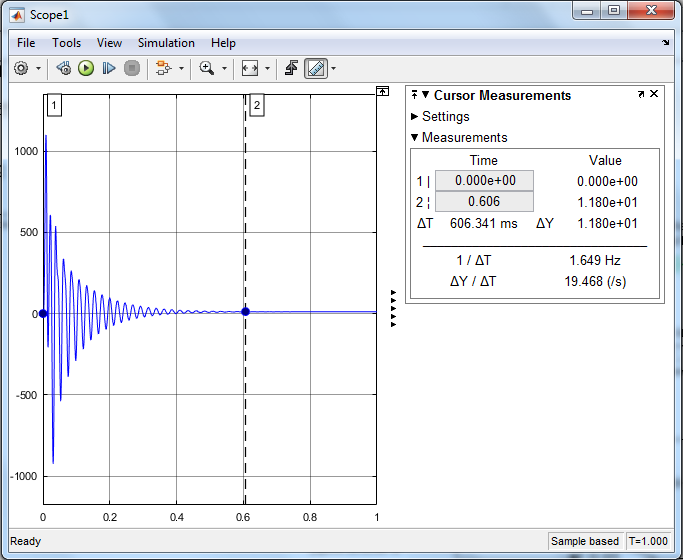 Scope1
File Tools View Simulation Help
1
2
1000
500
0
-500
-1000
0 0.2 0.4 0.6 0.8 1
Cursor Measurements
Settings
Measurements
Time Value
1 | 0.000e+00 0.000e+00
2 ¦ 0.606 1.180e+01
ΔT 606.341 ms ΔY 1.180e+01
1 / ΔT 1.649 Hz
ΔY / ΔT 19.468 (/s)
Ready Sample based T=1.000